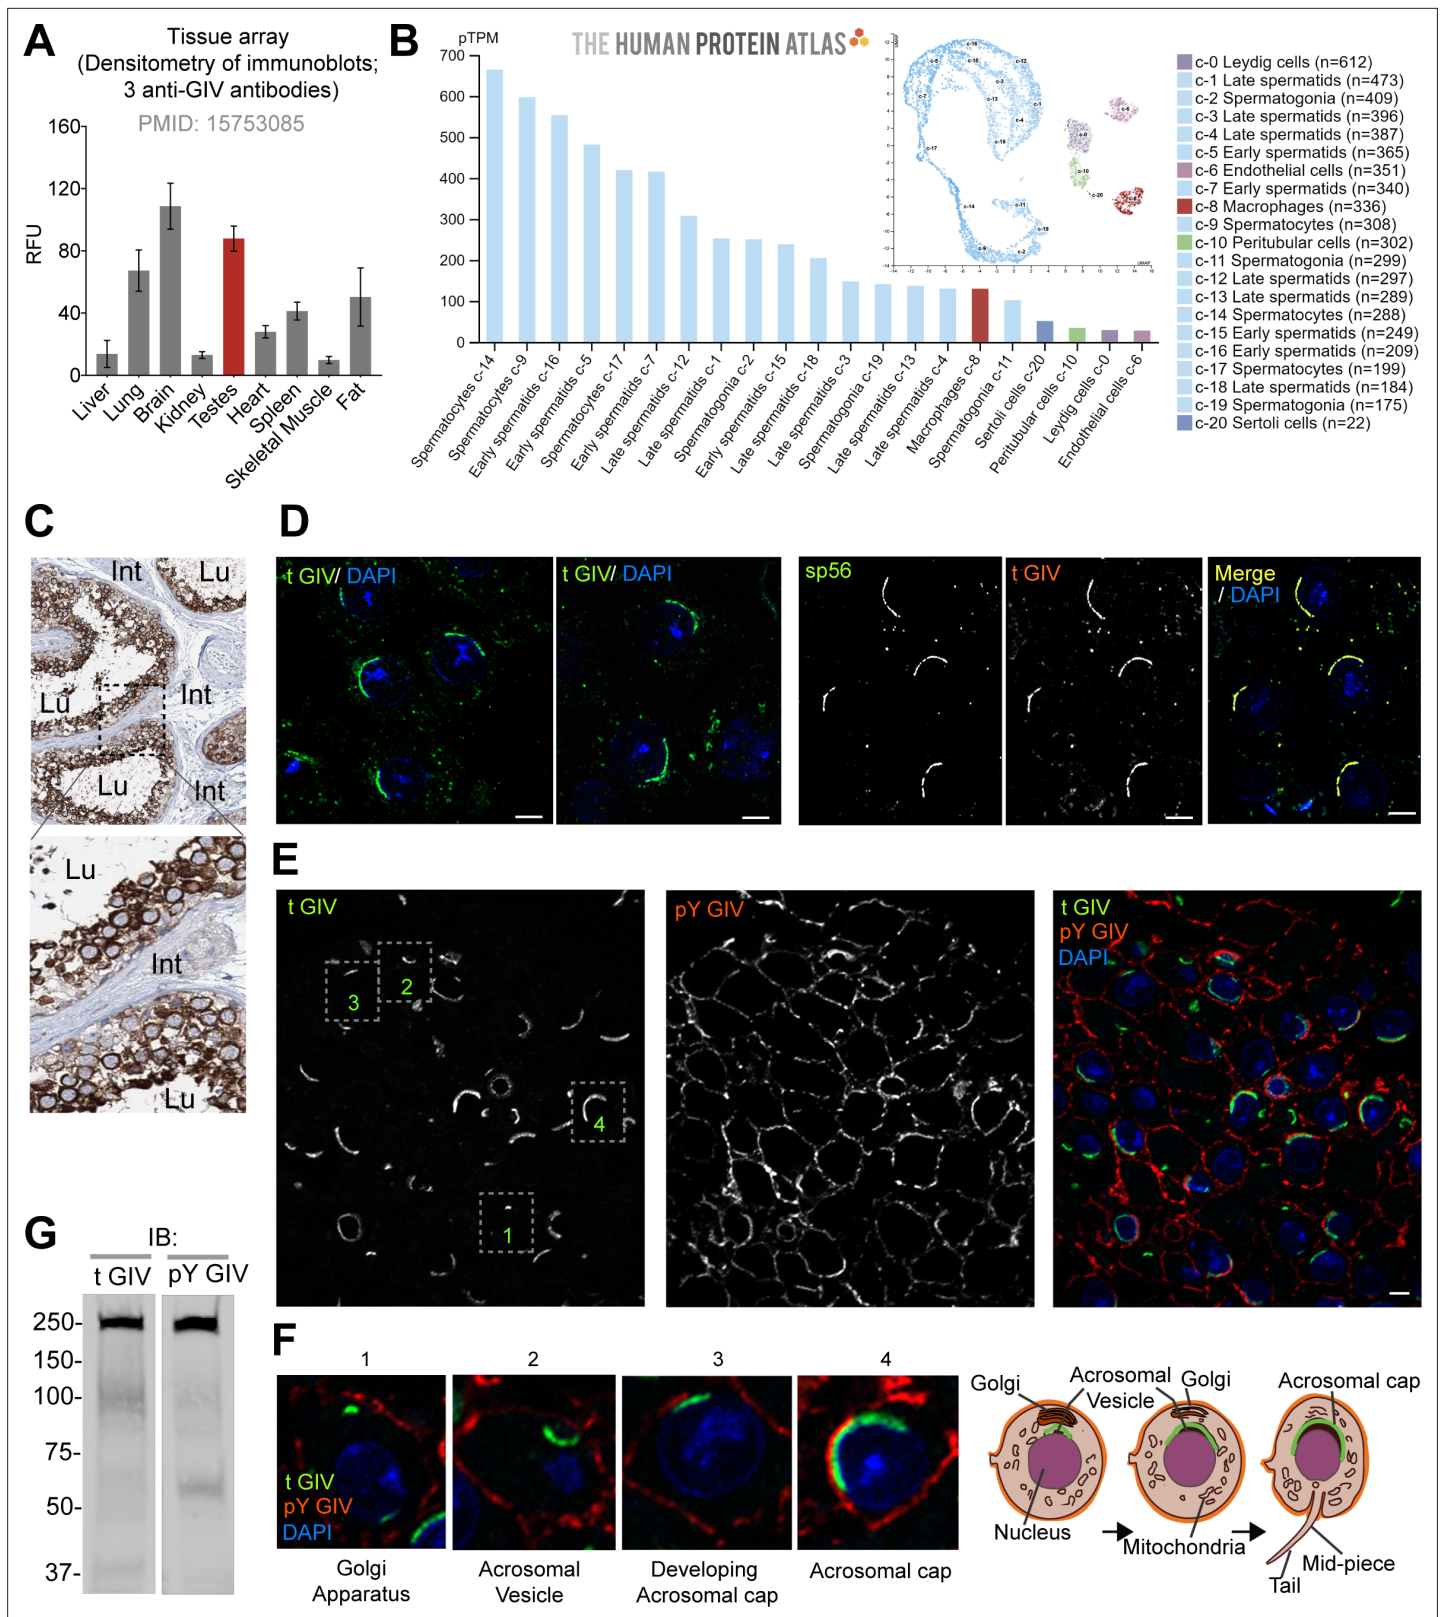 A
Tissue array
(Densitometry of immunoblots;
3 anti-GIV antibodies)
PMID: 15753085
RFU
160
120
80
40
0
Liver
Lung
Brain
Kidney
Testes
Heart
Spleen
Skeletal Muscle
Fat
B
pTPM
THE HUMAN PROTEIN ATLAS
700
600
500
400
300
200
100
0
Spermatocytes c-14
Spermatocytes c-9
Early spermatids c-16
Early spermatids c-5
Spermatocytes c-17
Early spermatids c-7
Late spermatids c-12
Late spermatids c-1
Spermatogonia c-2
Early spermatids c-15
Late spermatids c-18
Late spermatids c-3
Spermatogonia c-19
Late spermatids c-13
Late spermatids c-4
Macrophages c-8
Spermatogonia c-11
Sertoli cells c-20
Peritubular cells c-10
Leydig cells c-0
Endothelial cells c-6
c-0 Leydig cells (n=612)
c-1 Late spermatids (n=473)
c-2 Spermatogonia (n=409)
c-3 Late spermatids (n=396)
c-4 Late spermatids (n=387)
c-5 Early spermatids (n=365)
c-6 Endothelial cells (n=351)
c-7 Early spermatids (n=340)
c-8 Macrophages (n=336)
c-9 Spermatocytes (n=308)
c-10 Peritubular cells (n=302)
c-11 Spermatogonia (n=299)
c-12 Late spermatids (n=297)
c-13 Late spermatids (n=289)
c-14 Spermatocytes (n=288)
c-15 Early spermatids (n=249)
c-16 Early spermatids (n=209)
c-17 Spermatocytes (n=199)
c-18 Late spermatids (n=184)
c-19 Spermatogonia (n=175)
c-20 Sertoli cells (n=22)
C
Int
Lu
Lu
Int
Lu
Int
Lu
Int
Lu
D
t GIV/ DAPI
t GIV/ DAPI
sp56
t GIV
Merge
/ DAPI
E
t GIV
3
2
4
1
pY GIV
t GIV
pY GIV
DAPI
G
IB:
t GIV
pY GIV
250-
150-
100-
75-
50-
37-
F
1
2
3
4
t GIV
pY GIV
DAPI
Golgi
Apparatus
Acrosomal
Vesicle
Developing
Acrosomal cap
Acrosomal cap
Golgi
Acrosomal
Vesicle
Golgi
Acrosomal cap
Nucleus
Mitochondria
Mid-piece
Tail